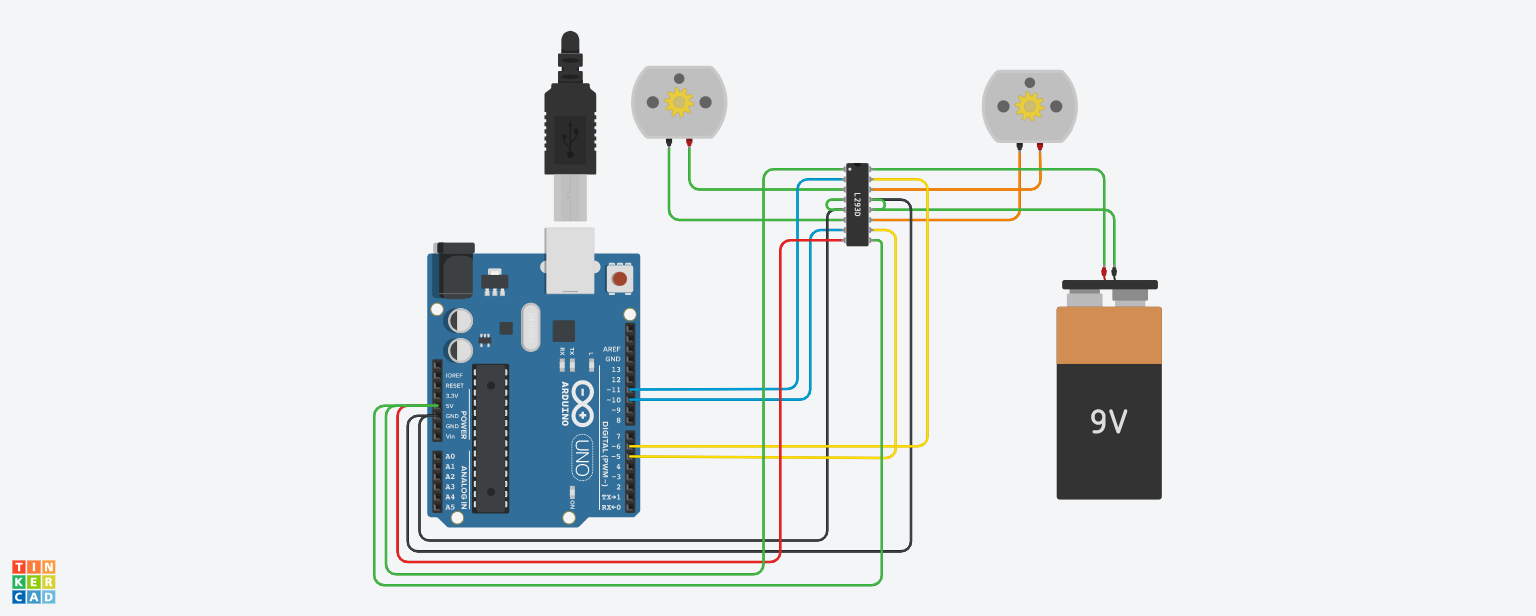 L293D
RX
TX
L
AREF
GND
13
12
~11
~10
~9
8
7
~6
~5
4
~3
2
TX→1
RX←0
DIGITAL (PWM~)
IOREF
RESET
3.3V
5V
GND
GND
Vin
POWER
A0
A1
A2
A3
A4
A5
ANALOG IN
ARDUINO
UNO
ON
9V
TIN
KER
CAD